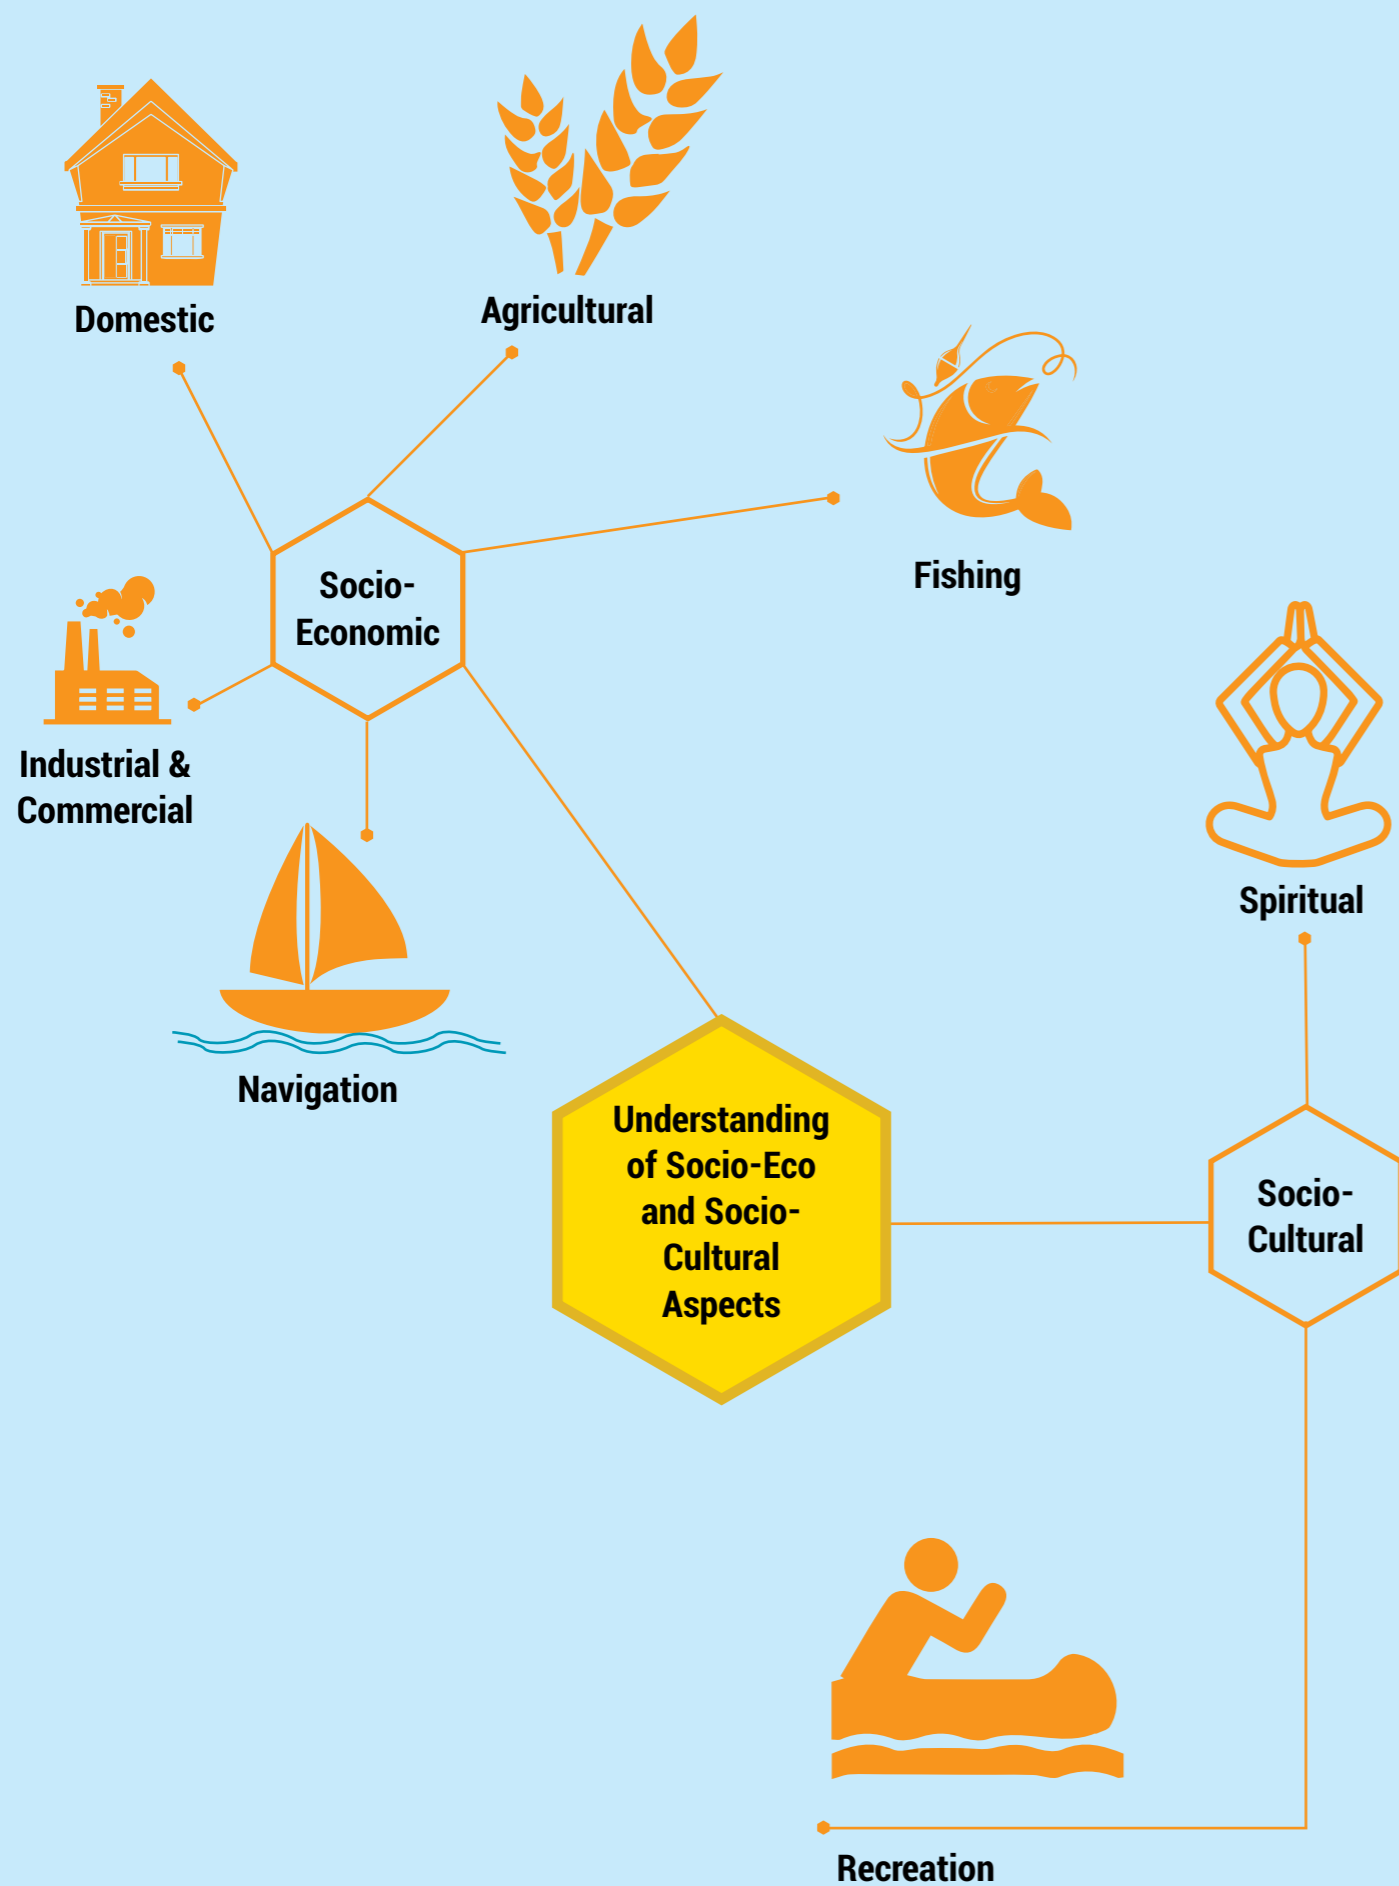 Domestic
Agricultural
Fishing
Socio-
Economic
Industrial &
Commercial
Spiritual
Navigation
Understanding
of Socio-Eco
and Socio-
Cultural
Aspects
Socio-
Cultural
Recreation